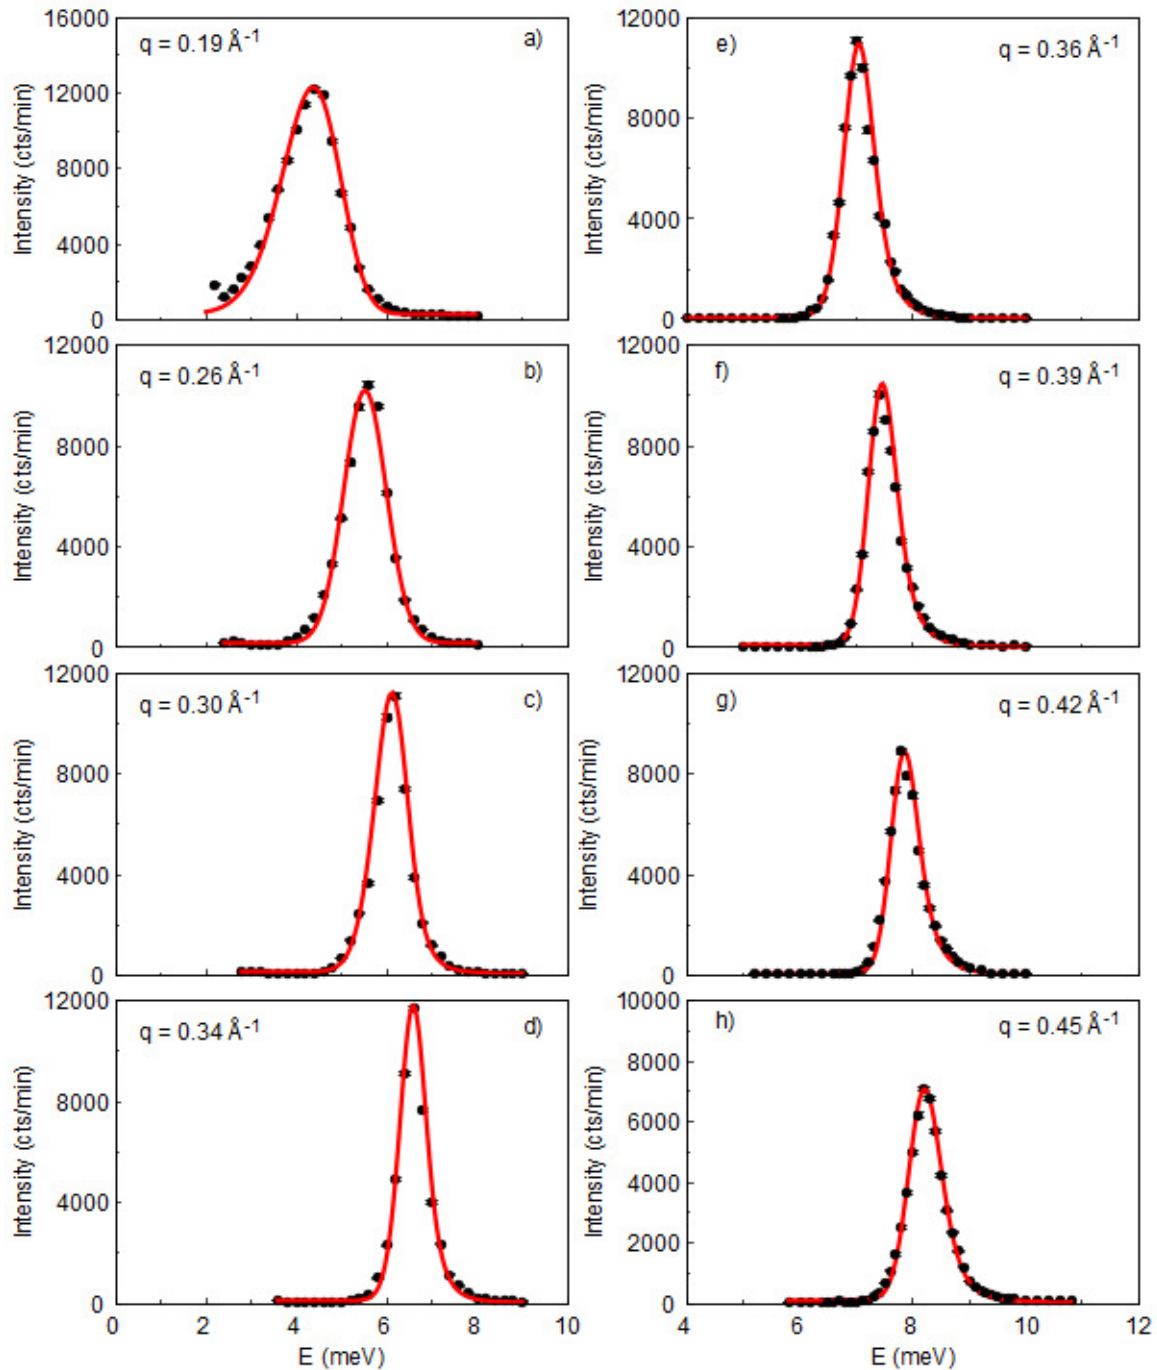 16000
q = 0.19 Å-1
a)
12000
8000
4000
0
Intensity (cts/min)
12000
e)
q = 0.36 Å-1
8000
4000
0
Intensity (cts/min)
12000
q = 0.26 Å-1
b)
8000
4000
0
Intensity (cts/min)
12000
f)
q = 0.39 Å-1
8000
4000
0
Intensity (cts/min)
12000
q = 0.30 Å-1
c)
8000
4000
0
Intensity (cts/min)
12000
g)
q = 0.42 Å-1
8000
4000
0
Intensity (cts/min)
12000
q = 0.34 Å-1
d)
8000
4000
0
Intensity (cts/min)
0 2 4 6 8 10
E (meV)
10000
h)
q = 0.45 Å-1
8000
6000
4000
2000
0
Intensity (cts/min)
4 6 8 10 12
E (meV)